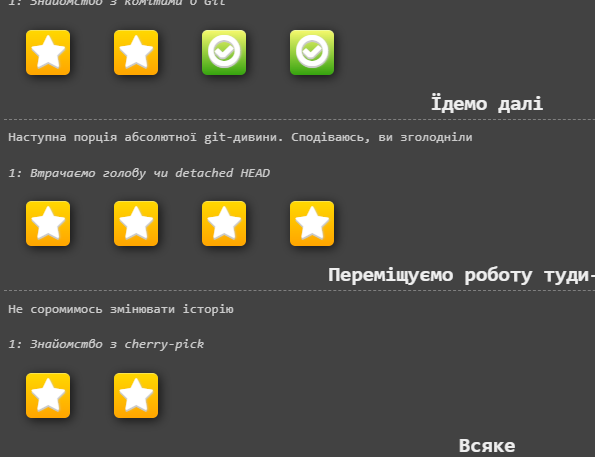 1: Знайомство з комітами О Git
Їдемо далі
Наступна порція абсолютної git-дивини. Сподіваюсь, ви зголодніли
1: Втрачаємо голову чи detached HEAD
Переміщуємо роботу туди-
Не соромимось змінювати історію
1: Знайомство з cherry-pick
Всяке